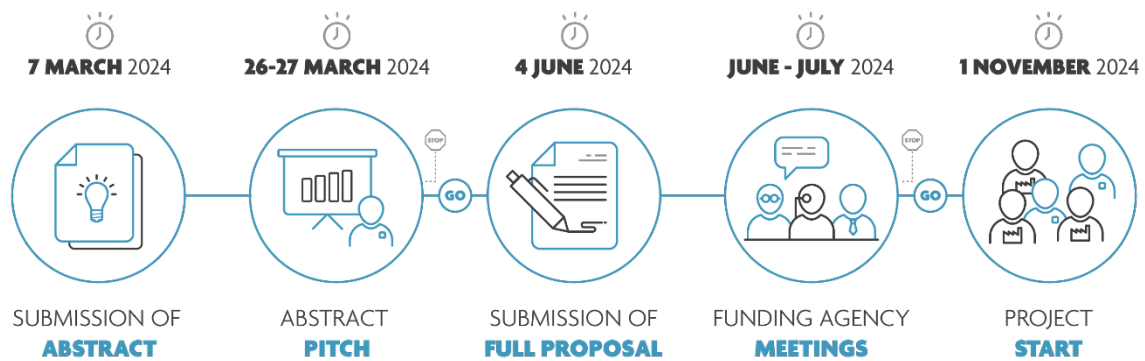 7 MARCH 2024
26-27 MARCH 2024
4 JUNE 2024
JUNE - JULY 2024
1 NOVEMBER 2024
STOP
GO
STOP
GO
SUBMISSION OF
ABSTRACT
ABSTRACT
PITCH
SUBMISSION OF
FULL PROPOSAL
FUNDING AGENCY
MEETINGS
PROJECT
START